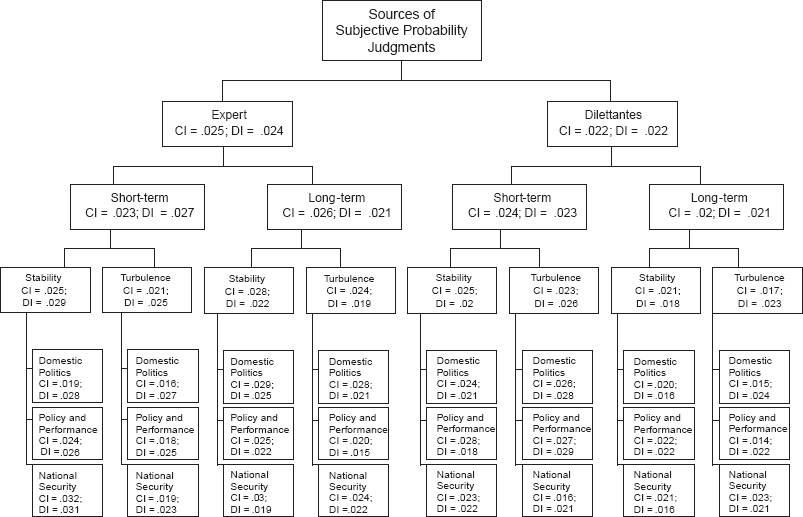 Sources of
Subjective Probability
Judgments
Expert
CI = .025; DI = .024
Dilettantes
CI = .022; DI = .022
Short-term
CI = .023; DI = .027
Long-term
CI = .026; DI = .021
Short-term
CI = .024; DI = .023
Long-term
CI = .02; DI = .021
Stability
CI = .025;
DI = .029
Turbulence
CI = .021;
DI = .025
Stability
CI = .028;
DI = .022
Turbulence
CI = .024;
DI = .019
Stability
CI = .025;
DI = .02
Turbulence
CI = .023;
DI = .026
Stability
CI = .021;
DI = .018
Turbulence
CI = .017;
DI = .023
Domestic
Politics
CI = .019;
DI = .028
Domestic
Politics
CI = .016;
DI = .027
Domestic
Politics
CI = .029;
DI = .025
Domestic
Politics
CI = .028;
DI = .021
Domestic
Politics
CI = .024;
DI = .021
Domestic
Politics
CI = .026;
DI = .028
Domestic
Politics
CI = .020;
DI = .016
Domestic
Politics
CI = .015;
DI = .024
Policy and
Performance
CI = .024;
DI =.026
Policy and
Performance
CI = .018;
DI = .025
Policy and
Performance
CI = .025;
DI = .022
Policy and
Performance
CI = .020;
DI = .015
Policy and
Performance
CI = .028;
DI = .018
Policy and
Performance
CI = .027;
DI = .029
Policy and
Performance
CI = .022;
DI = .022
Policy and
Performance
CI = .014;
DI = .022
National
Security
CI = .032;
DI = .031
National
Security
CI = .019;
DI = .023
National
Security
CI = .03;
DI = .019
National
Security
CI = .024;
DI =.022
National
Security
CI = .023;
DI = .022
National
Security
CI = .016;
DI = .021
National
Security
CI = .021;
DI = .016
National
Security
CI = .023;
DI = .021